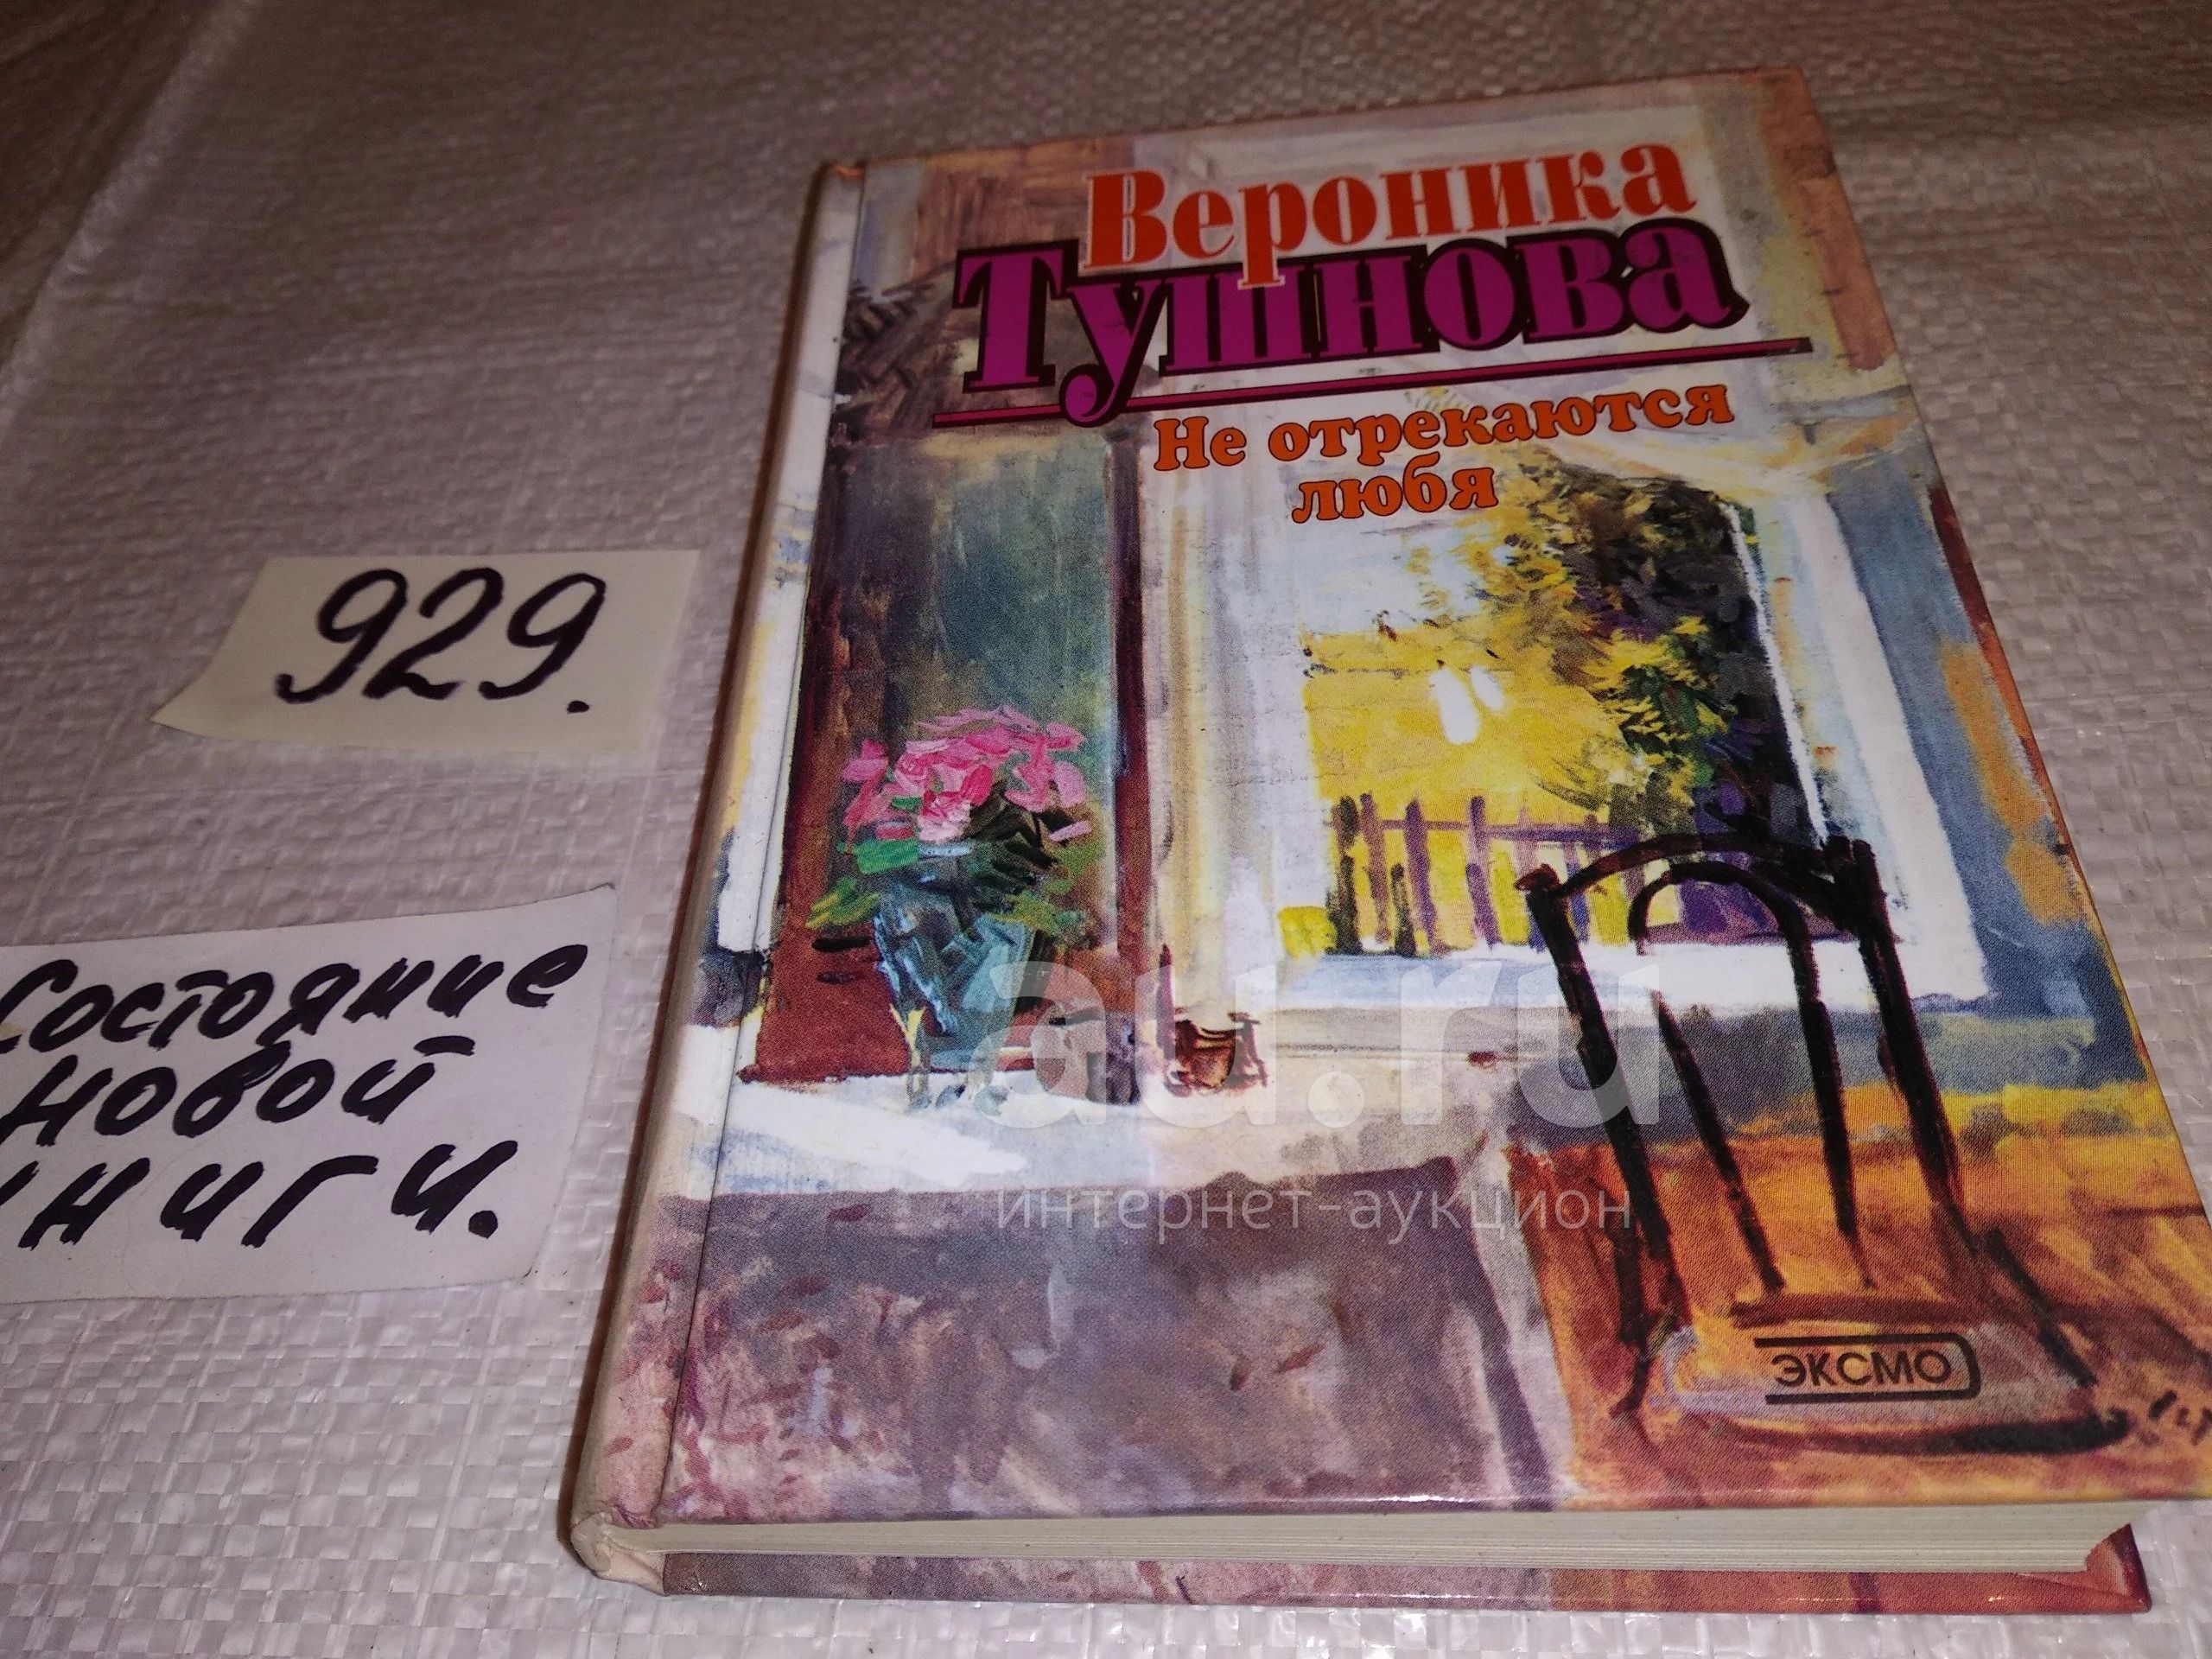 Вероника
Тушнова
Не отрекаются
любя
929.
Состояние
новой
книги.
au.ru
интернет-аукцион
ЭКСМО